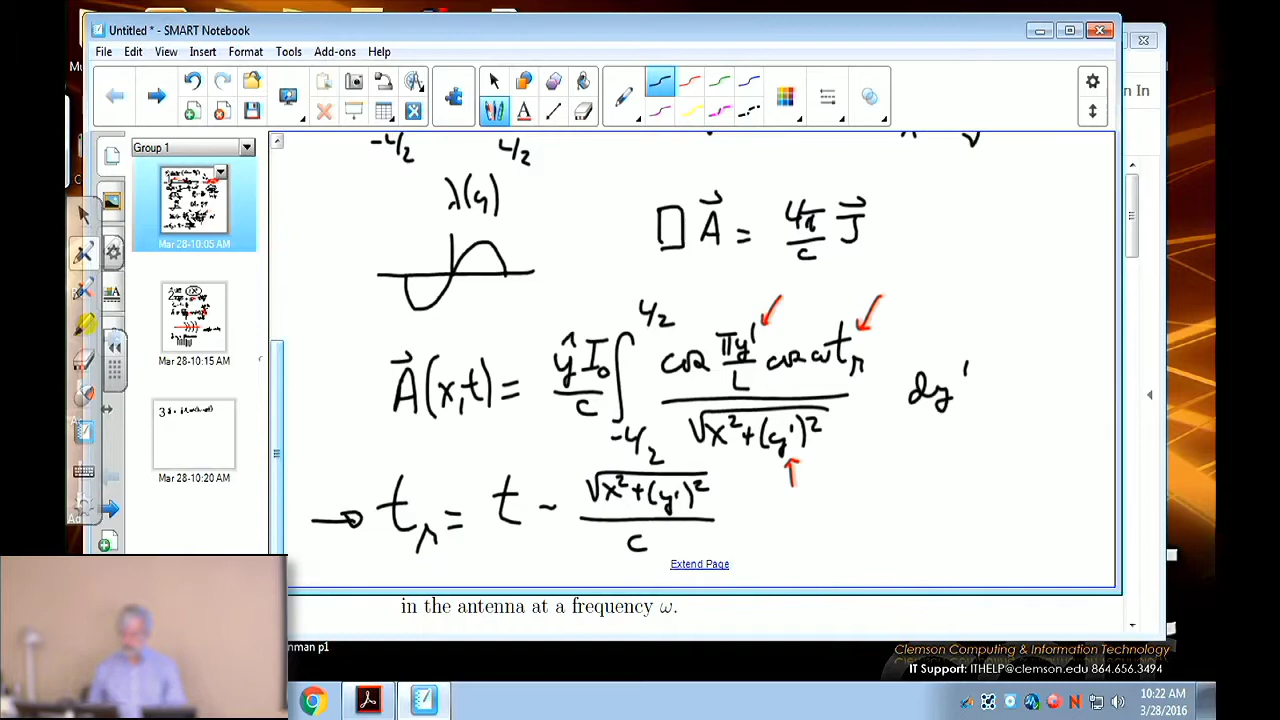 Untitled * - SMART Notebook
File Edit View Insert Format Tools Add-ons Help
n In
Group 1
Mar 28-10:05 AM
Mar 28-10:15 AM
Mar 28-10:20 AM
-L/2 L/2
λ(y)
□ A⃗ = 4π/c J⃗
A⃗(x,t) = ŷI₀/c ∫_{-L/2}^{L/2} cos πy'/L cos ωt_r / √x²+(y')² dy'
→ t_r = t - √x²+(y')² / c
Extend Page
in the antenna at a frequency ω.
nman p1
Clemson Computing & Information Technology
IT Support: ITHELP@clemson.edu 864.656.3494
10:22 AM
3/28/2016